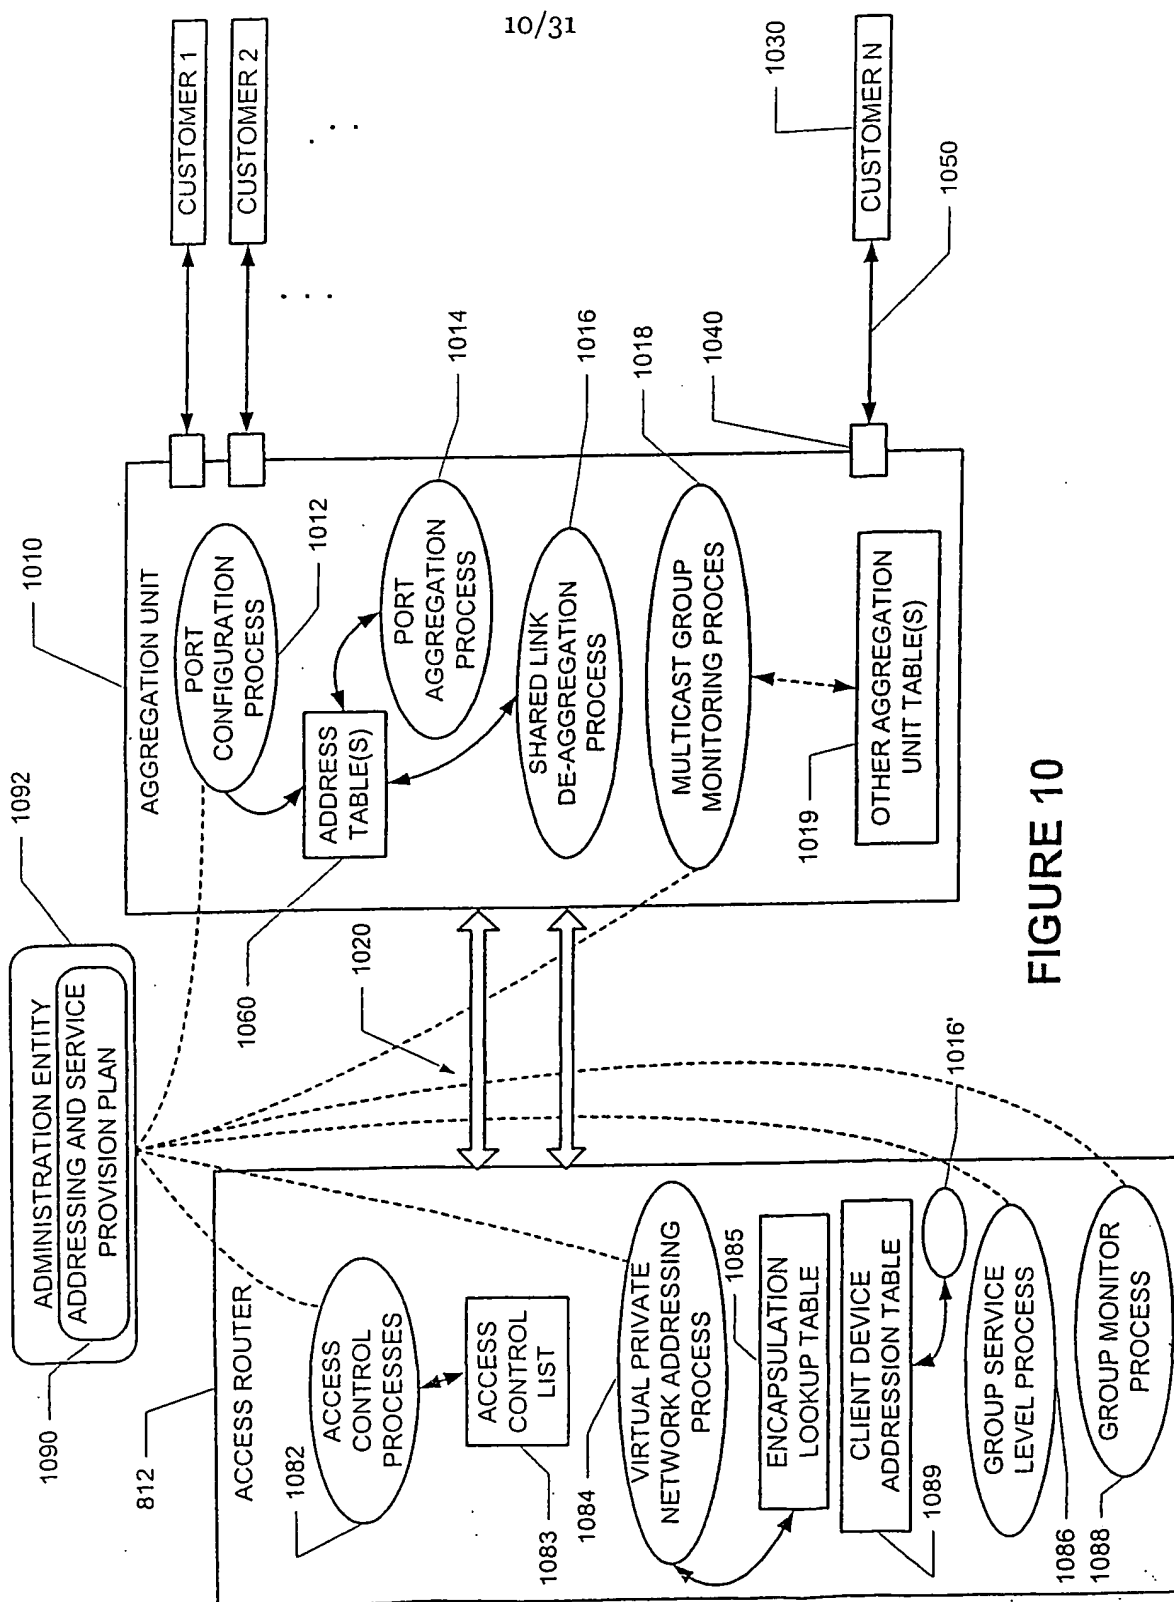 10/31
1090
1092
ADMINISTRATION ENTITY
ADDRESSING AND SERVICE
PROVISION PLAN
812
ACCESS ROUTER
1082
ACCESS
CONTROL
PROCESSES
ACCESS
CONTROL
LIST
1083
1084
VIRTUAL PRIVATE
NETWORK ADDRESSING
PROCESS
1085
ENCAPSULATION
LOOKUP TABLE
CLIENT DEVICE
ADDRESSION TABLE
1089
1016'
GROUP SERVICE
LEVEL PROCESS
1086
GROUP MONITOR
PROCESS
1088
1020
1010
AGGREGATION UNIT
PORT
CONFIGURATION
PROCESS
1012
ADDRESS
TABLE(S)
1060
PORT
AGGREGATION
PROCESS
1014
SHARED LINK
DE-AGGREGATION
PROCESS
1016
MULTICAST GROUP
MONITORING PROCES
1018
OTHER AGGREGATION
UNIT TABLE(S)
1019
1040
CUSTOMER 1
CUSTOMER 2
. . .
. . .
CUSTOMER N
1030
1050
FIGURE 10